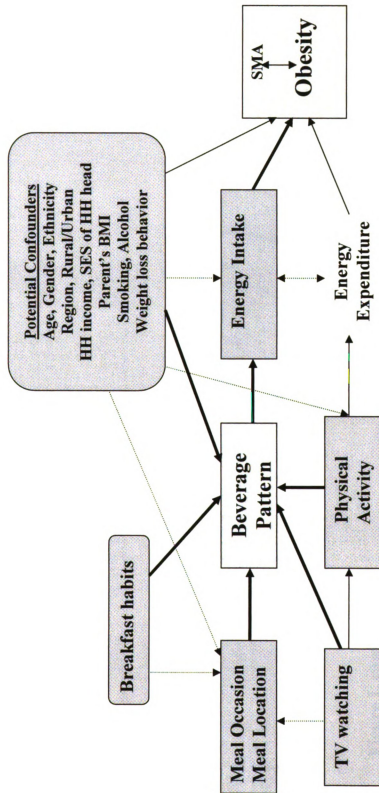 Potential Confounders
Age, Gender, Ethnicity
Region, Rural/Urban
HH income, SES of HH head
Parent's BMI
Smoking, Alcohol
Weight loss behavior
Breakfast habits
Meal Occasion
Meal Location
Beverage
Pattern
Energy Intake
SMA
Obesity
TV watching
Physical
Activity
Energy
Expenditure